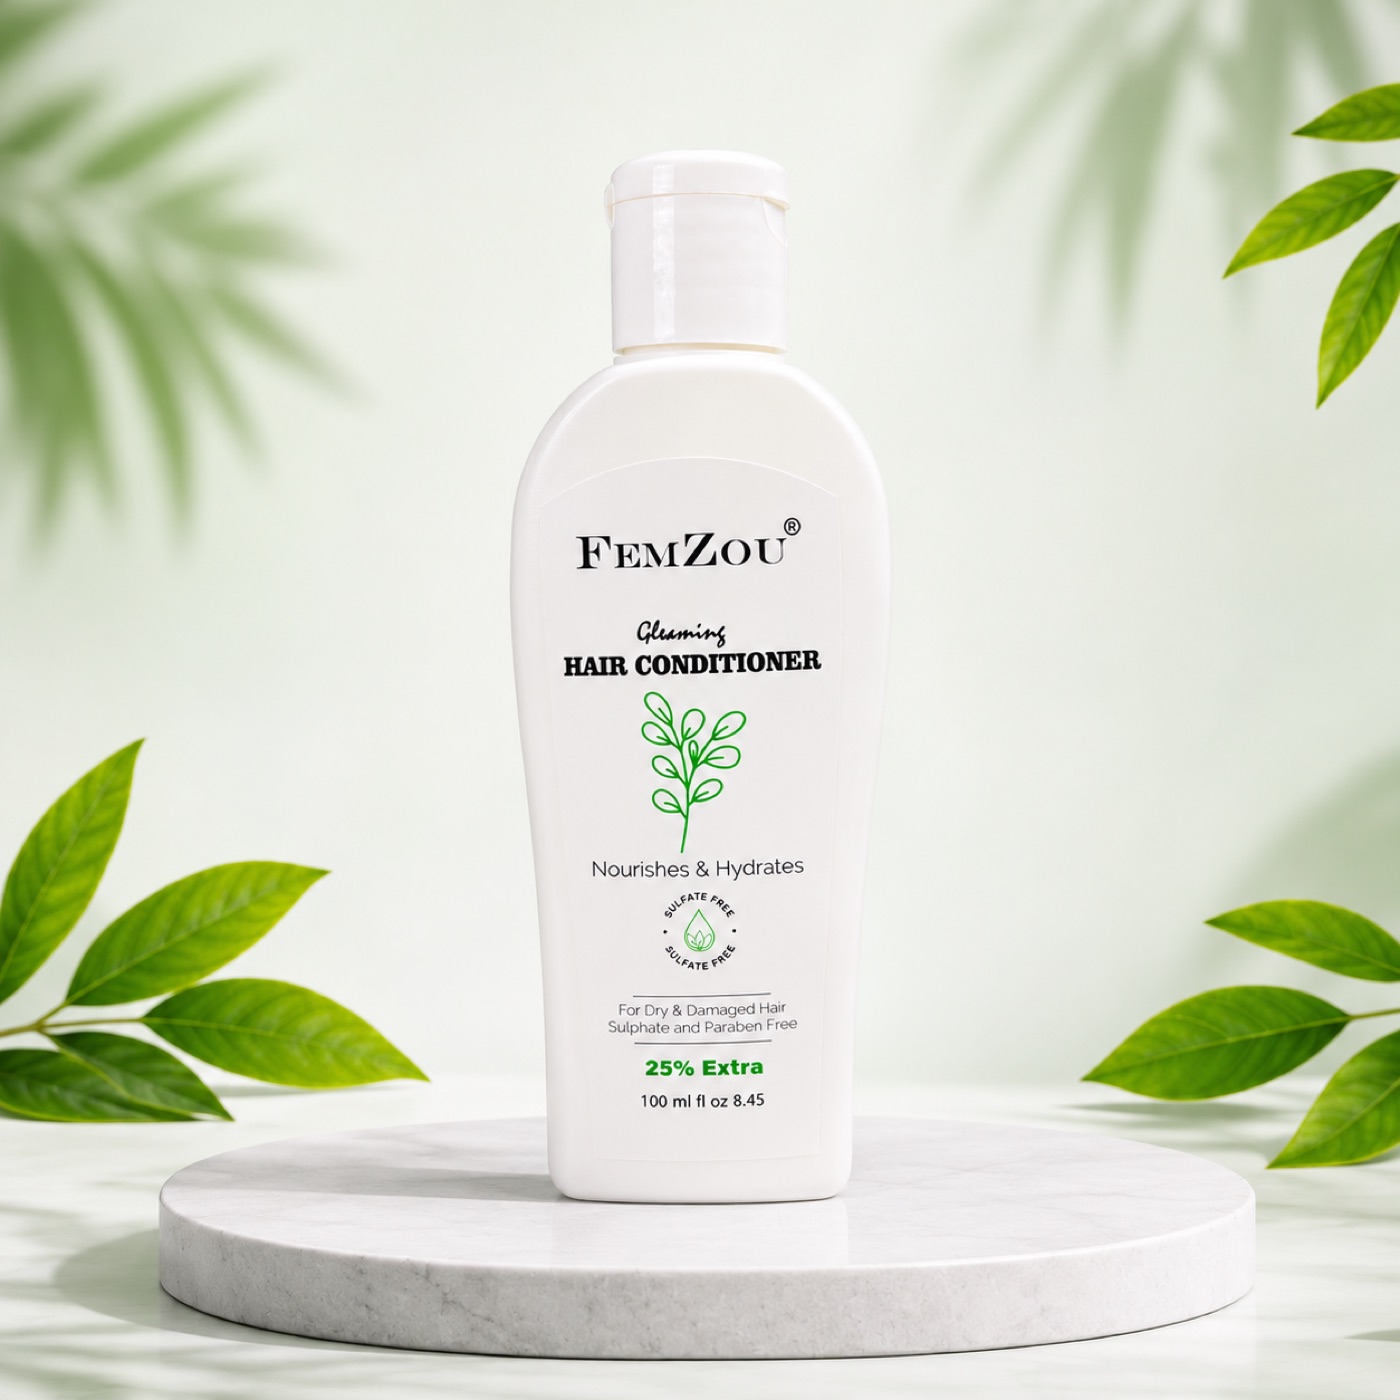 FEMZOU®
Gleaming
HAIR CONDITIONER
Nourishes & Hydrates
SULFATE FREE
SULFATE FREE
For Dry & Damaged Hair
Sulphate and Paraben Free
25% Extra
100 ml fl oz 8.45